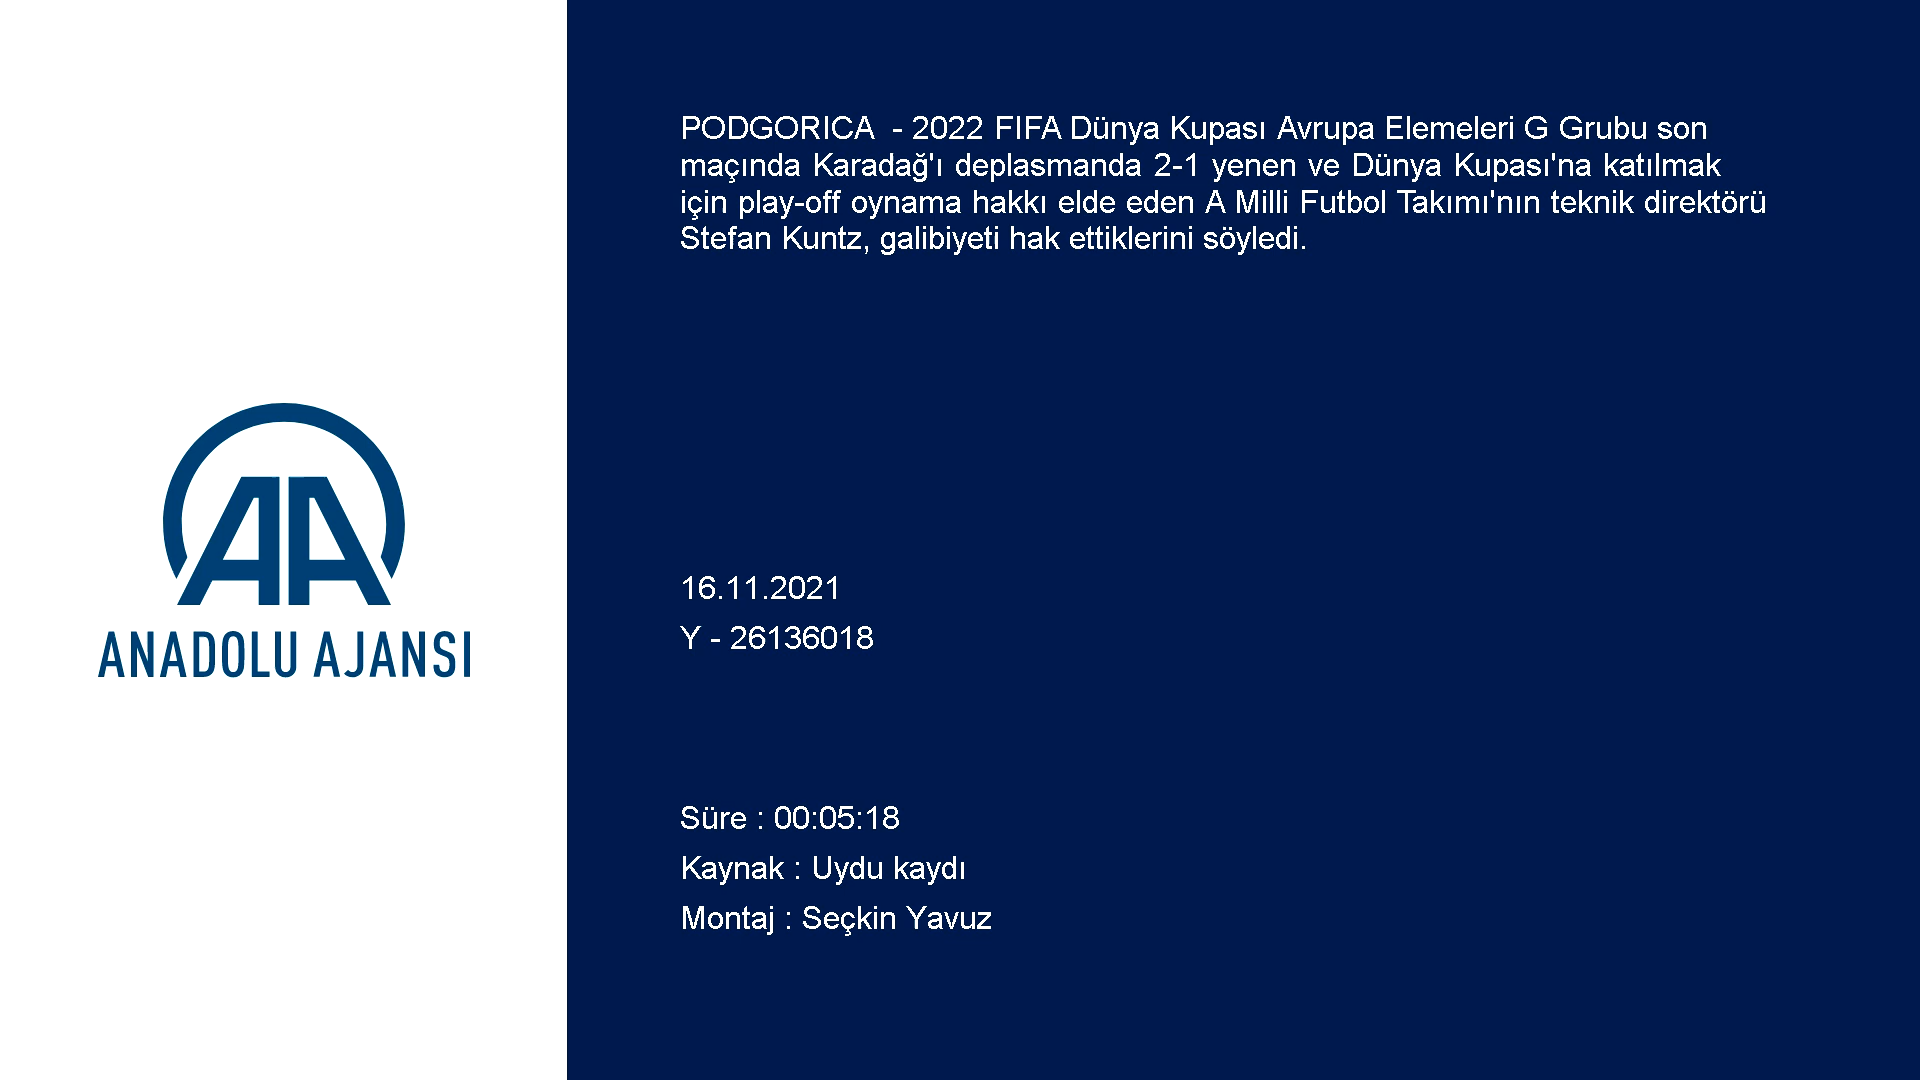 PODGORICA  - 2022 FIFA Dünya Kupası Avrupa Elemeleri G Grubu son
maçında Karadağ'ı deplasmanda 2-1 yenen ve Dünya Kupası'na katılmak
için play-off oynama hakkı elde eden A Milli Futbol Takımı'nın teknik direktörü
Stefan Kuntz, galibiyeti hak ettiklerini söyledi.
AA
ANADOLU AJANSI
16.11.2021
Y - 26136018
Süre : 00:05:18
Kaynak : Uydu kaydı
Montaj : Seçkin Yavuz